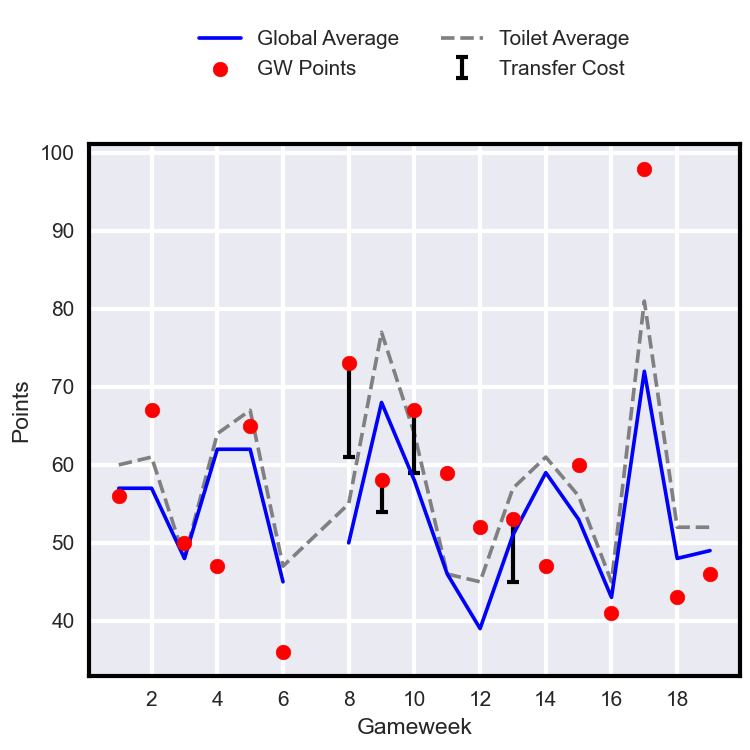 Global Average
Toilet Average
GW Points
Transfer Cost
100
90
80
70
60
50
40
Points
2 4 6 8 10 12 14 16 18
Gameweek